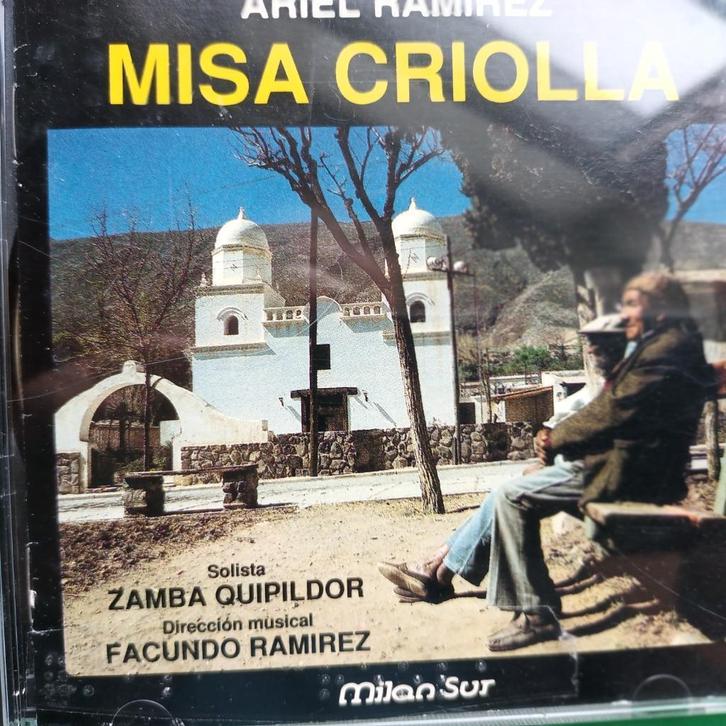 ARIEL RAMIREZ
MISA CRIOLLA
Solista
ZAMBA QUIPILDOR
Dirección musical
FACUNDO RAMIREZ
Milan Sur